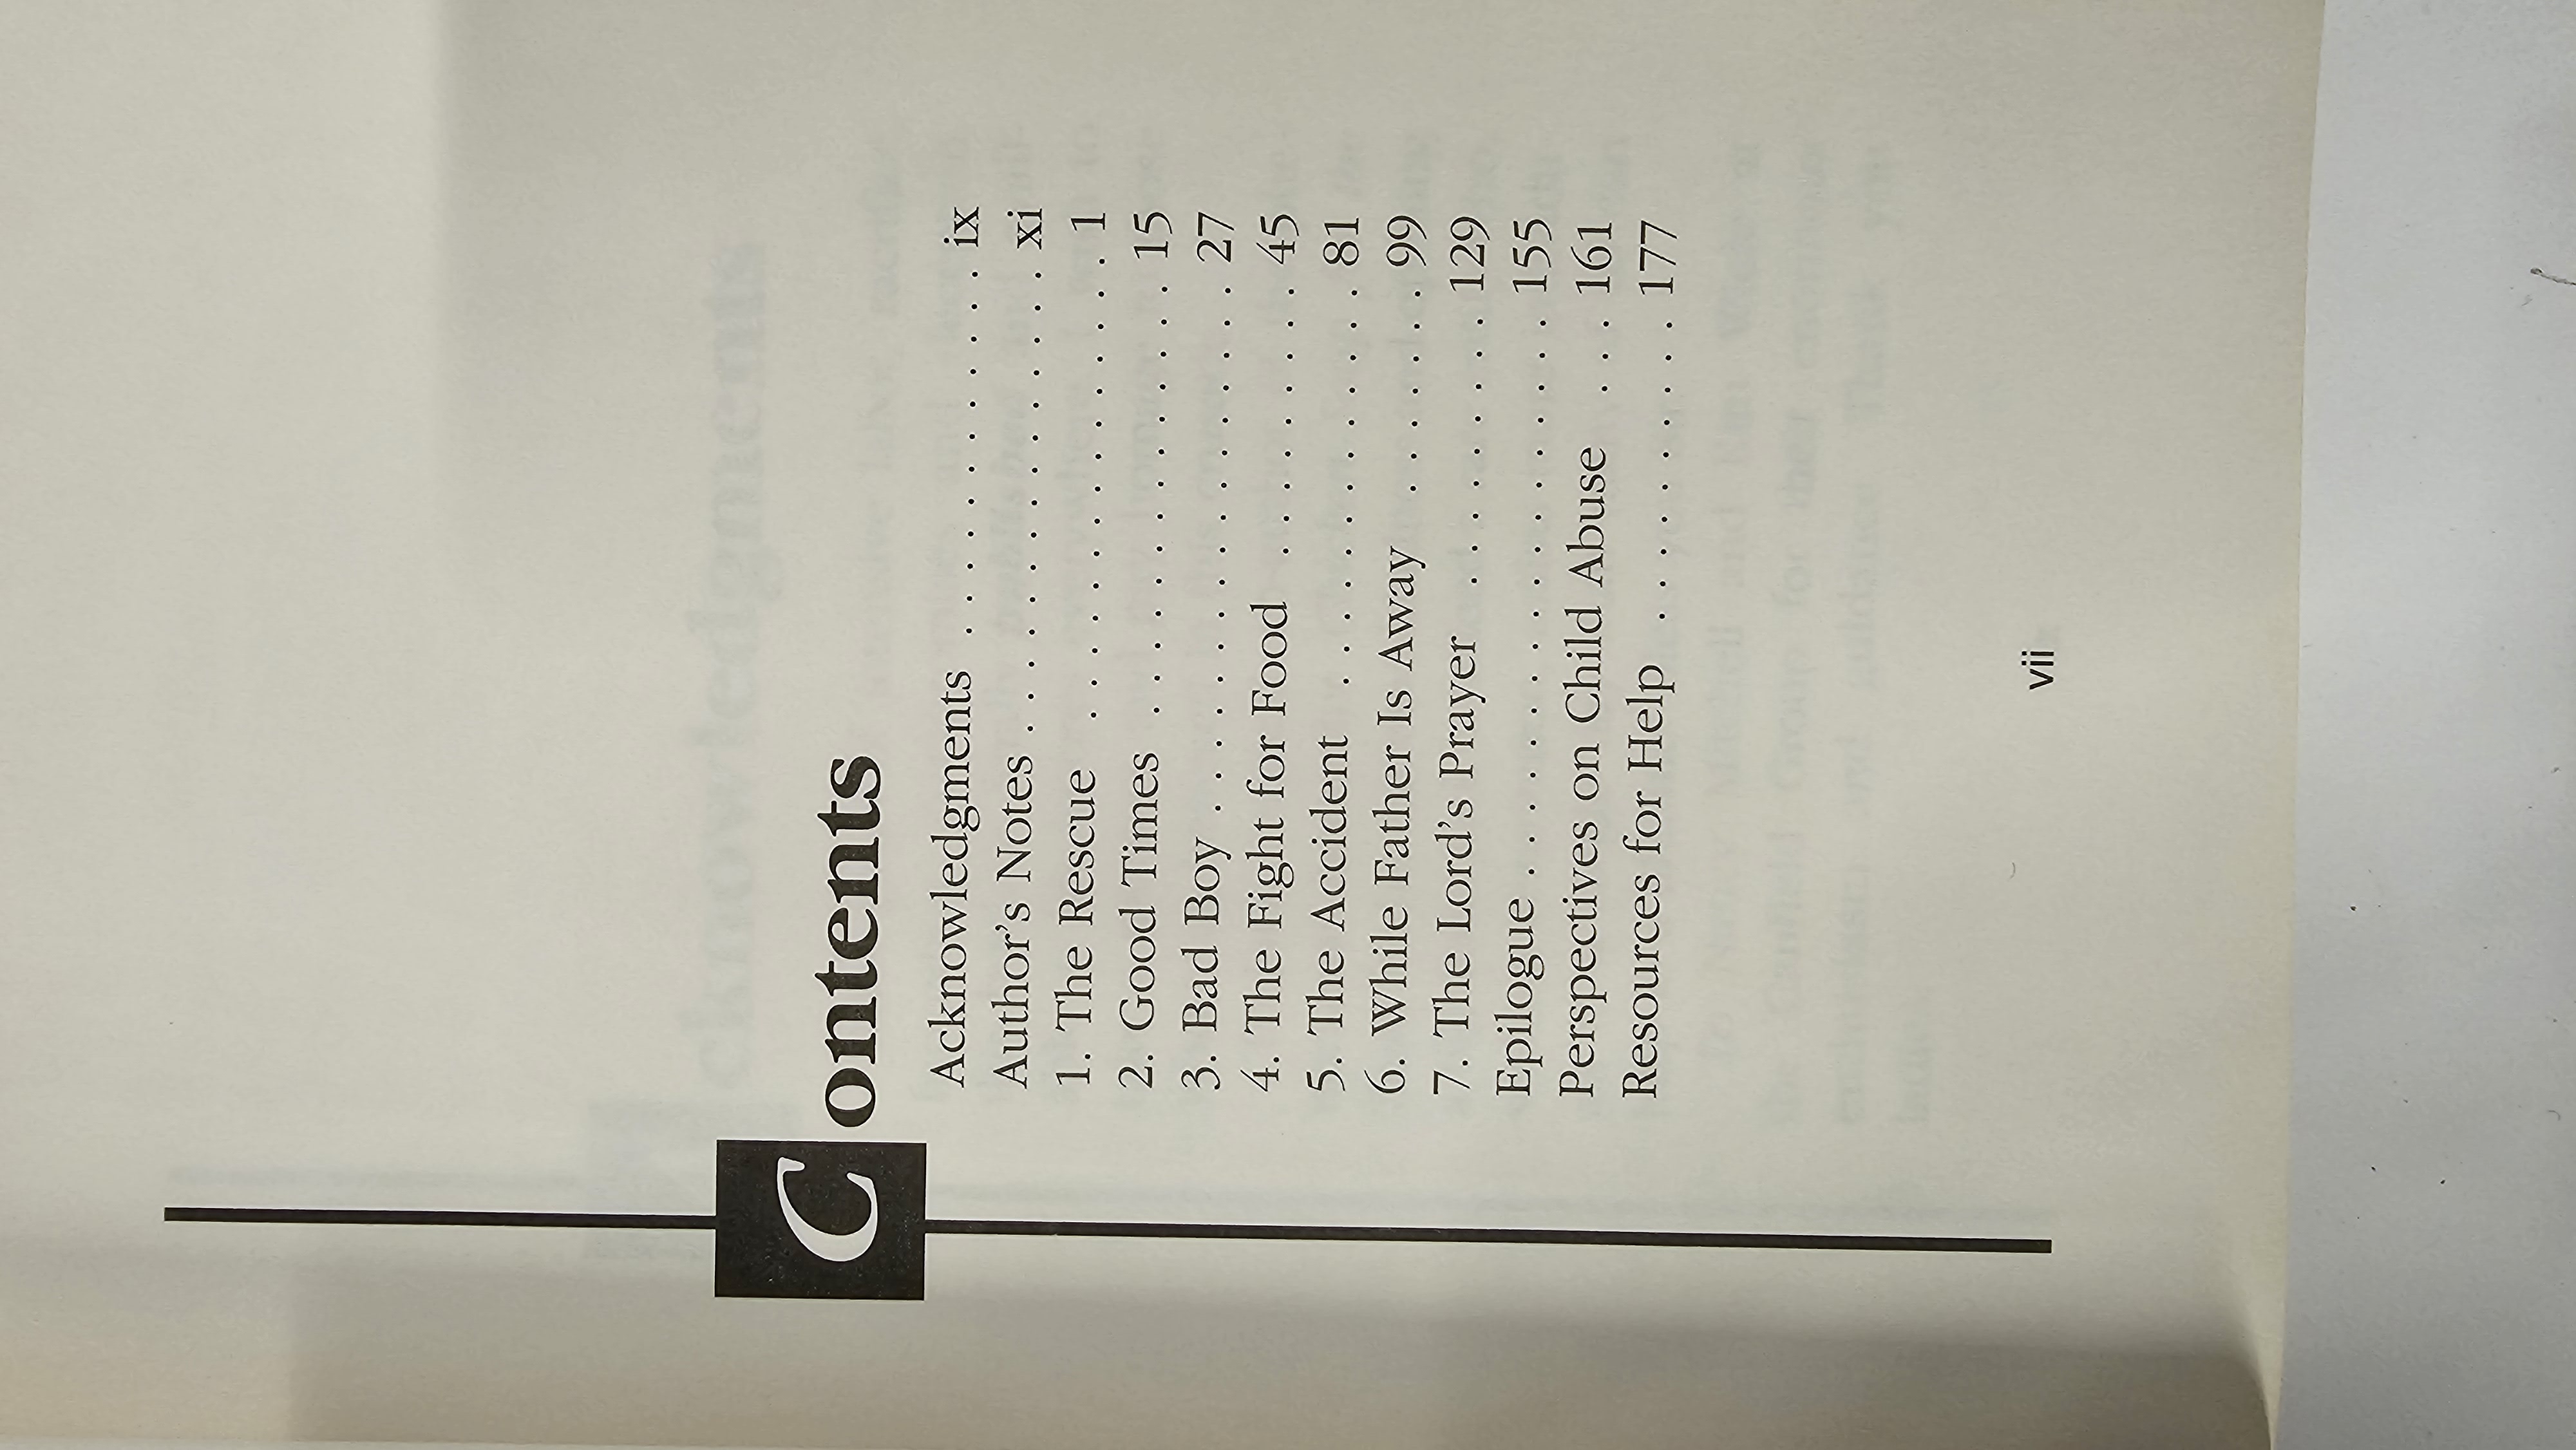 Contents
Acknowledgments . . . . . . . . . . . . ix
Author's Notes . . . . . . . . . . . . . . . xi
1. The Rescue . . . . . . . . . . . . . . . 1
2. Good Times . . . . . . . . . . . . . . 15
3. Bad Boy . . . . . . . . . . . . . . . . . 27
4. The Fight for Food . . . . . . . . . 45
5. The Accident . . . . . . . . . . . . . 81
6. While Father Is Away . . . . . . . 99
7. The Lord's Prayer . . . . . . . . . 129
Epilogue . . . . . . . . . . . . . . . . . . 155
Perspectives on Child Abuse . . . 161
Resources for Help . . . . . . . . . . 177
vii